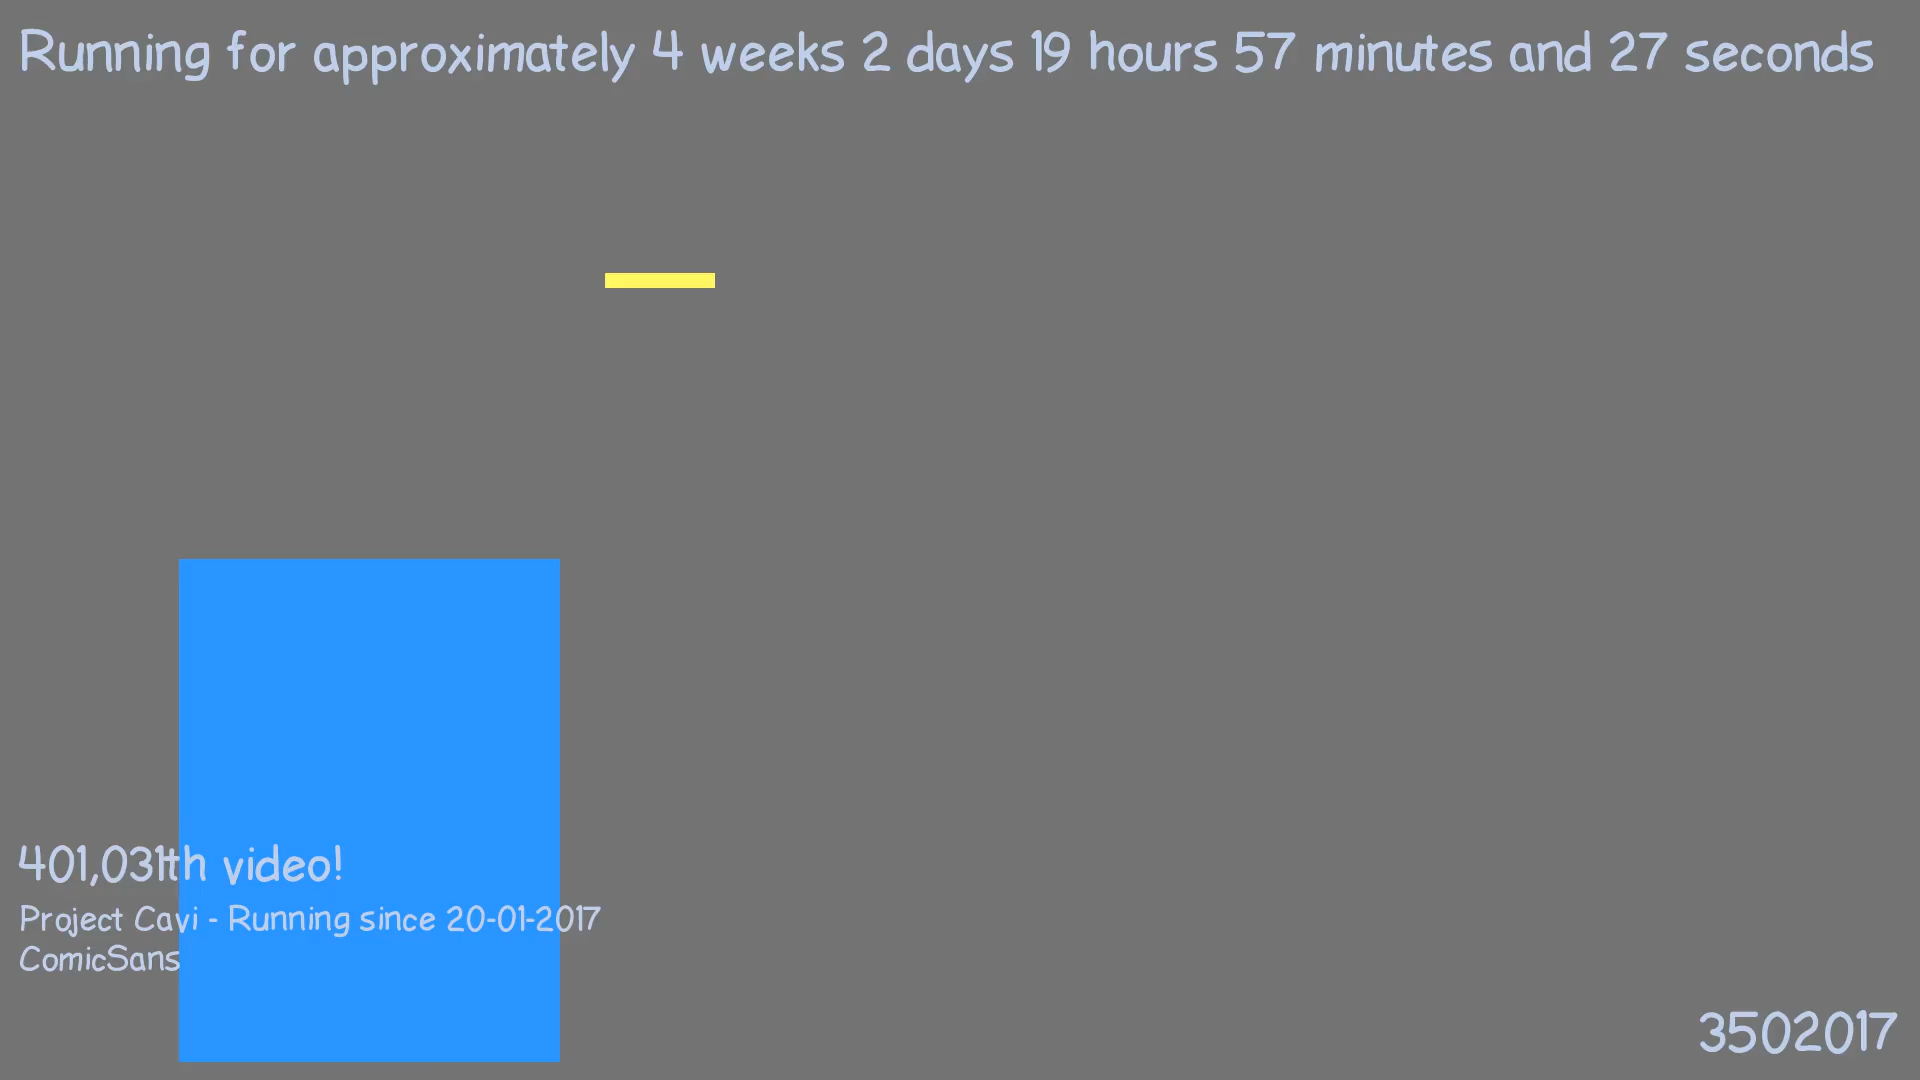 Running for approximately 4 weeks 2 days 19 hours 57 minutes and 27 seconds
401,031th video!
Project Cavi - Running since 20-01-2017
ComicSans
3502017